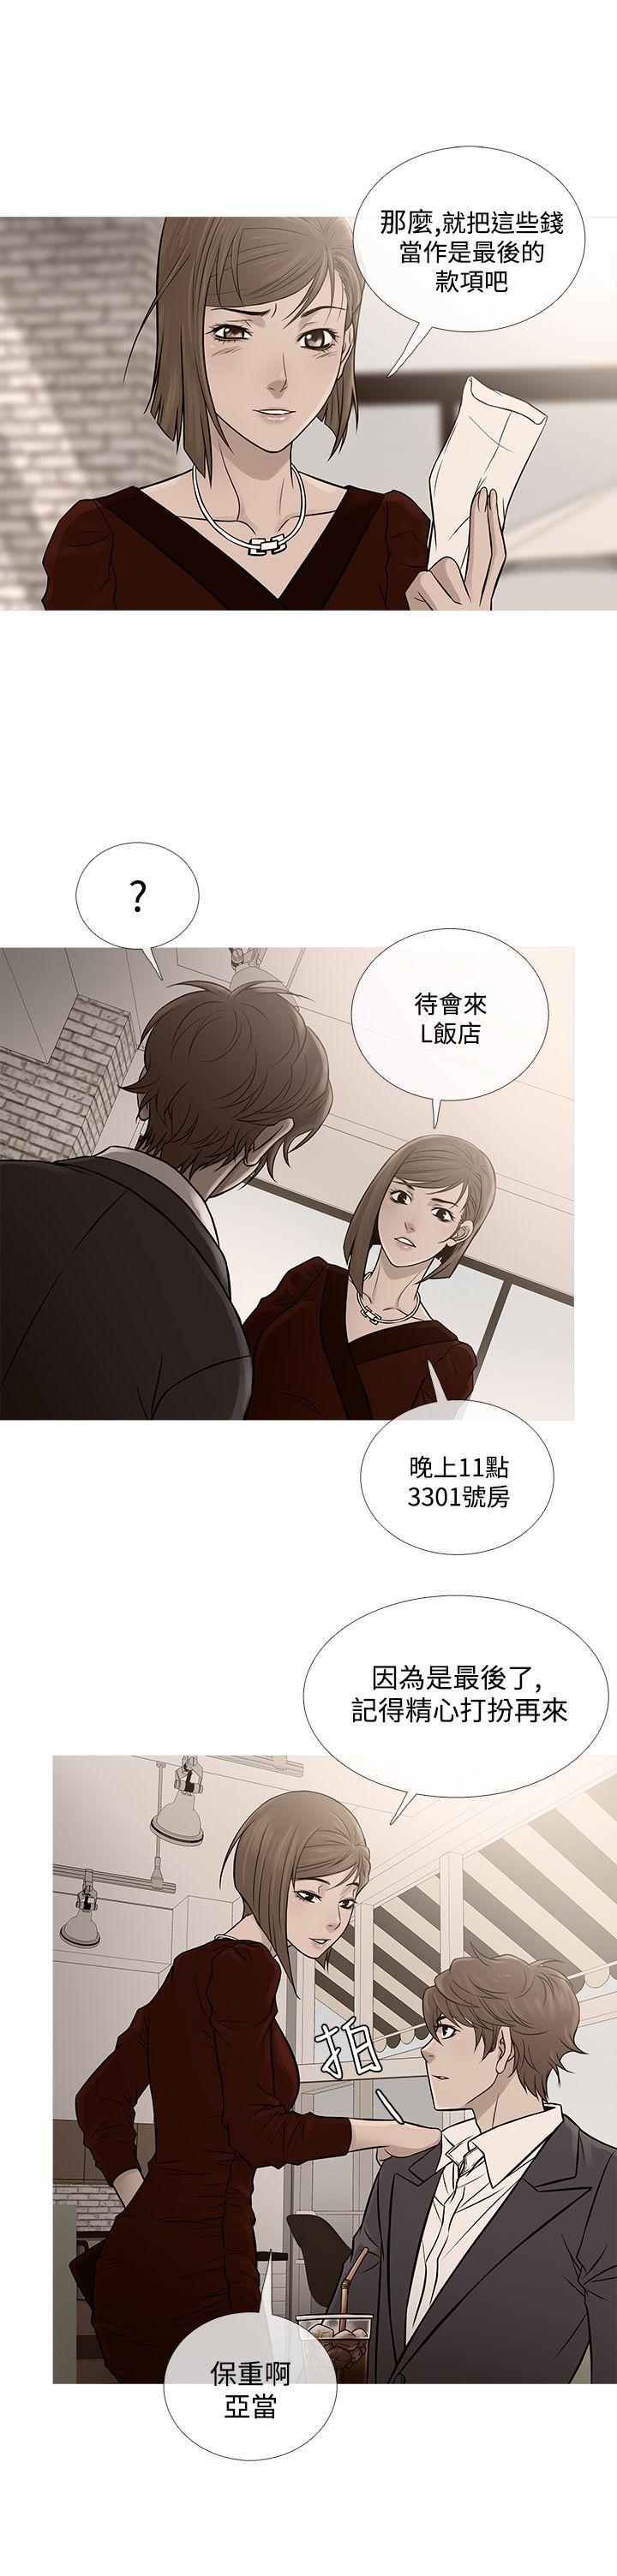 那麼,就把這些錢
當作是最後的
款項吧
?
待會來
L飯店
晚上11點
3301號房
因為是最後了,
記得精心打扮再來
拍
保重啊
亞當